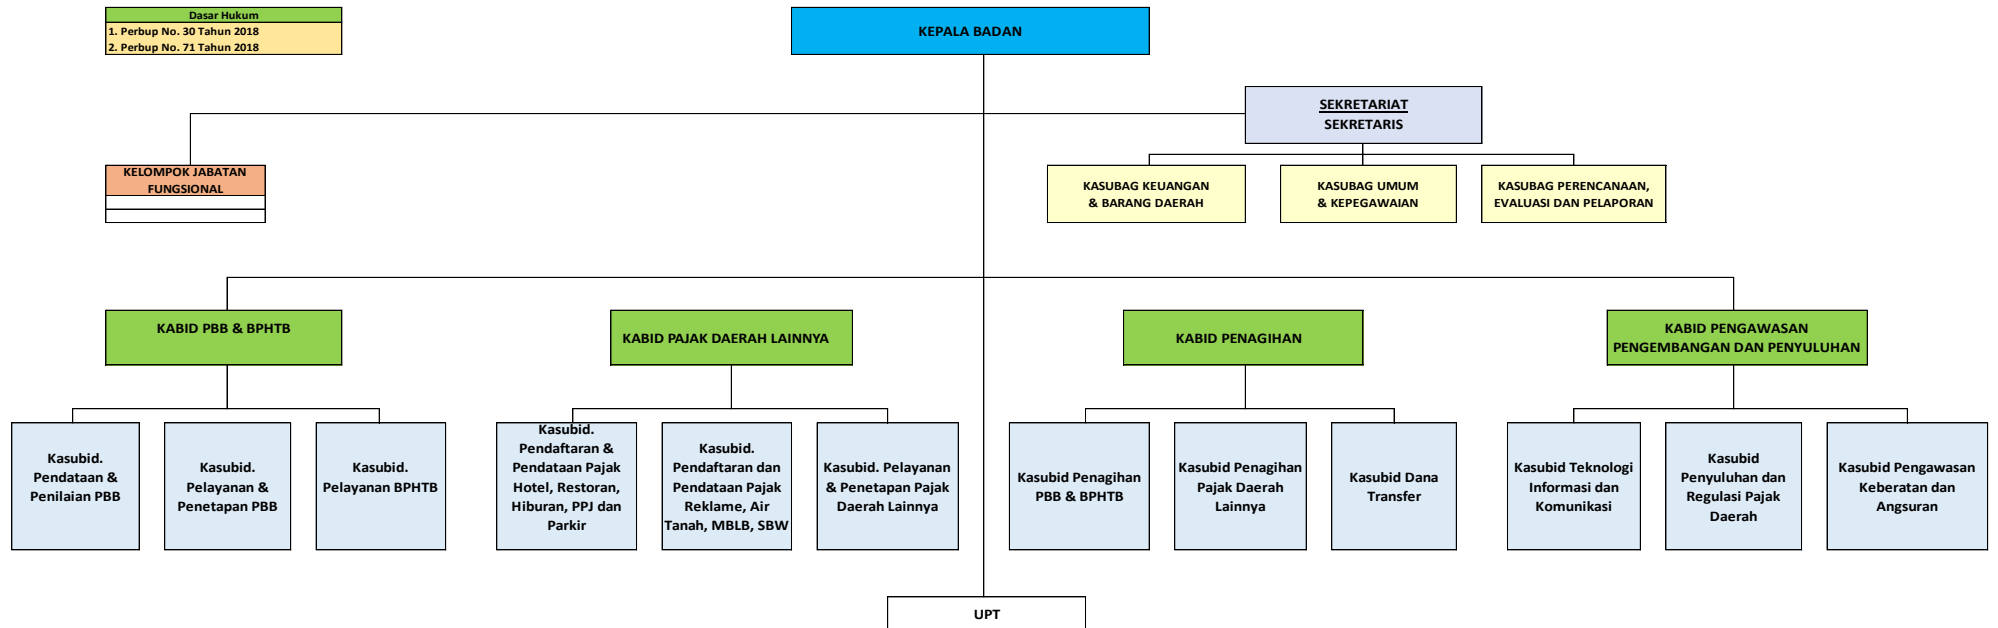 Dasar Hukum
1. Perbup No. 30 Tahun 2018
2. Perbup No. 71 Tahun 2018
KEPALA BADAN
SEKRETARIAT
SEKRETARIS
KELOMPOK JABATAN
FUNGSIONAL
KASUBAG KEUANGAN
& BARANG DAERAH
KASUBAG UMUM
& KEPEGAWAIAN
KASUBAG PERENCANAAN,
EVALUASI DAN PELAPORAN
KABID PBB & BPHTB
KABID PAJAK DAERAH LAINNYA
KABID PENAGIHAN
KABID PENGAWASAN
PENGEMBANGAN DAN PENYULUHAN
Kasubid.
Pendataan &
Penilaian PBB
Kasubid.
Pelayanan &
Penetapan PBB
Kasubid.
Pelayanan BPHTB
Kasubid.
Pendaftaran &
Pendataan Pajak
Hotel, Restoran,
Hiburan, PPJ dan
Parkir
Kasubid.
Pendaftaran dan
Pendataan Pajak
Reklame, Air
Tanah, MBLB, SBW
Kasubid. Pelayanan
& Penetapan Pajak
Daerah Lainnya
Kasubid Penagihan
PBB & BPHTB
Kasubid Penagihan
Pajak Daerah
Lainnya
Kasubid Dana
Transfer
Kasubid Teknologi
Informasi dan
Komunikasi
Kasubid
Penyuluhan dan
Regulasi Pajak
Daerah
Kasubid Pengawasan
Keberatan dan
Angsuran
UPT